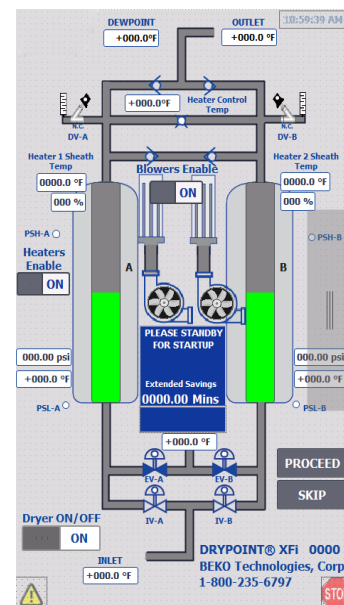 DEWPOINT
OUTLET
10:59:39 AM
+000.0°F
+000.0°F
+000.0°F
Heater Control
Temp
N.C.
DV-A
N.C.
DV-B
Heater 1 Sheath
Temp
Heater 2 Sheath
Temp
Blowers Enable
0000.0 °F
0000.0 °F
ON
000 %
000 %
PSH-A
PSH-B
Heaters
Enable
A
B
ON
PLEASE STANDBY
FOR STARTUP
000.00 psi
000.00 psi
+000.0 °F
+000.0 °F
Extended Savings
0000.00 Mins
PSL-A
PSL-B
+000.0 °F
PROCEED
EV-A
EV-B
SKIP
IV-A
IV-B
Dryer ON/OFF
ON
INLET
+000.0 °F
DRYPOINT® XFi 0000
BEKO Technologies, Corp
1-800-235-6797
STO